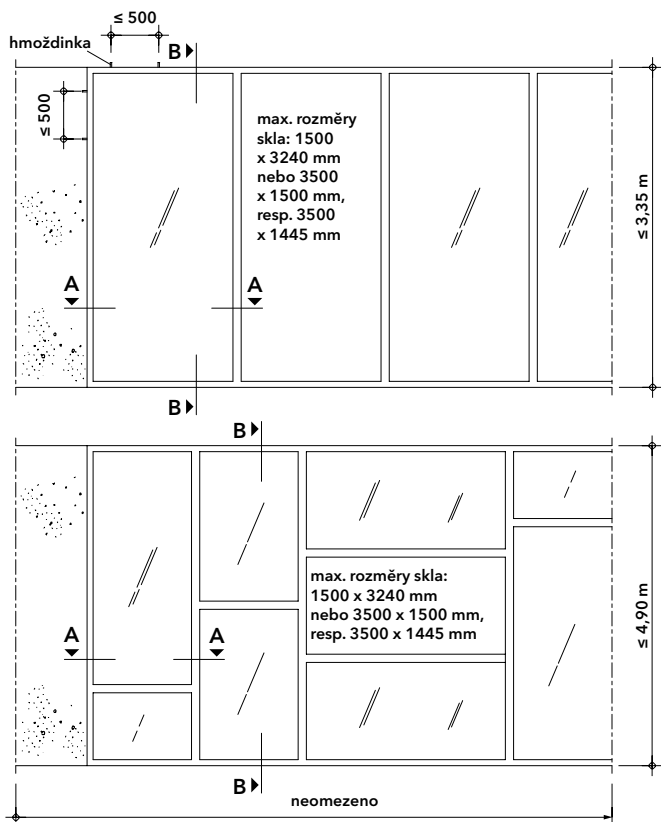 ≤ 500
hmoždinka
B
≤ 500
max. rozměry
skla: 1500
x 3240 mm
nebo 3500
x 1500 mm,
resp. 3500
x 1445 mm
≤ 3,35 m
A
A
B
B
max. rozměry skla:
1500 x 3240 mm
nebo 3500 x 1500 mm,
resp. 3500 x 1445 mm
≤ 4,90 m
A
A
B
neomezeno